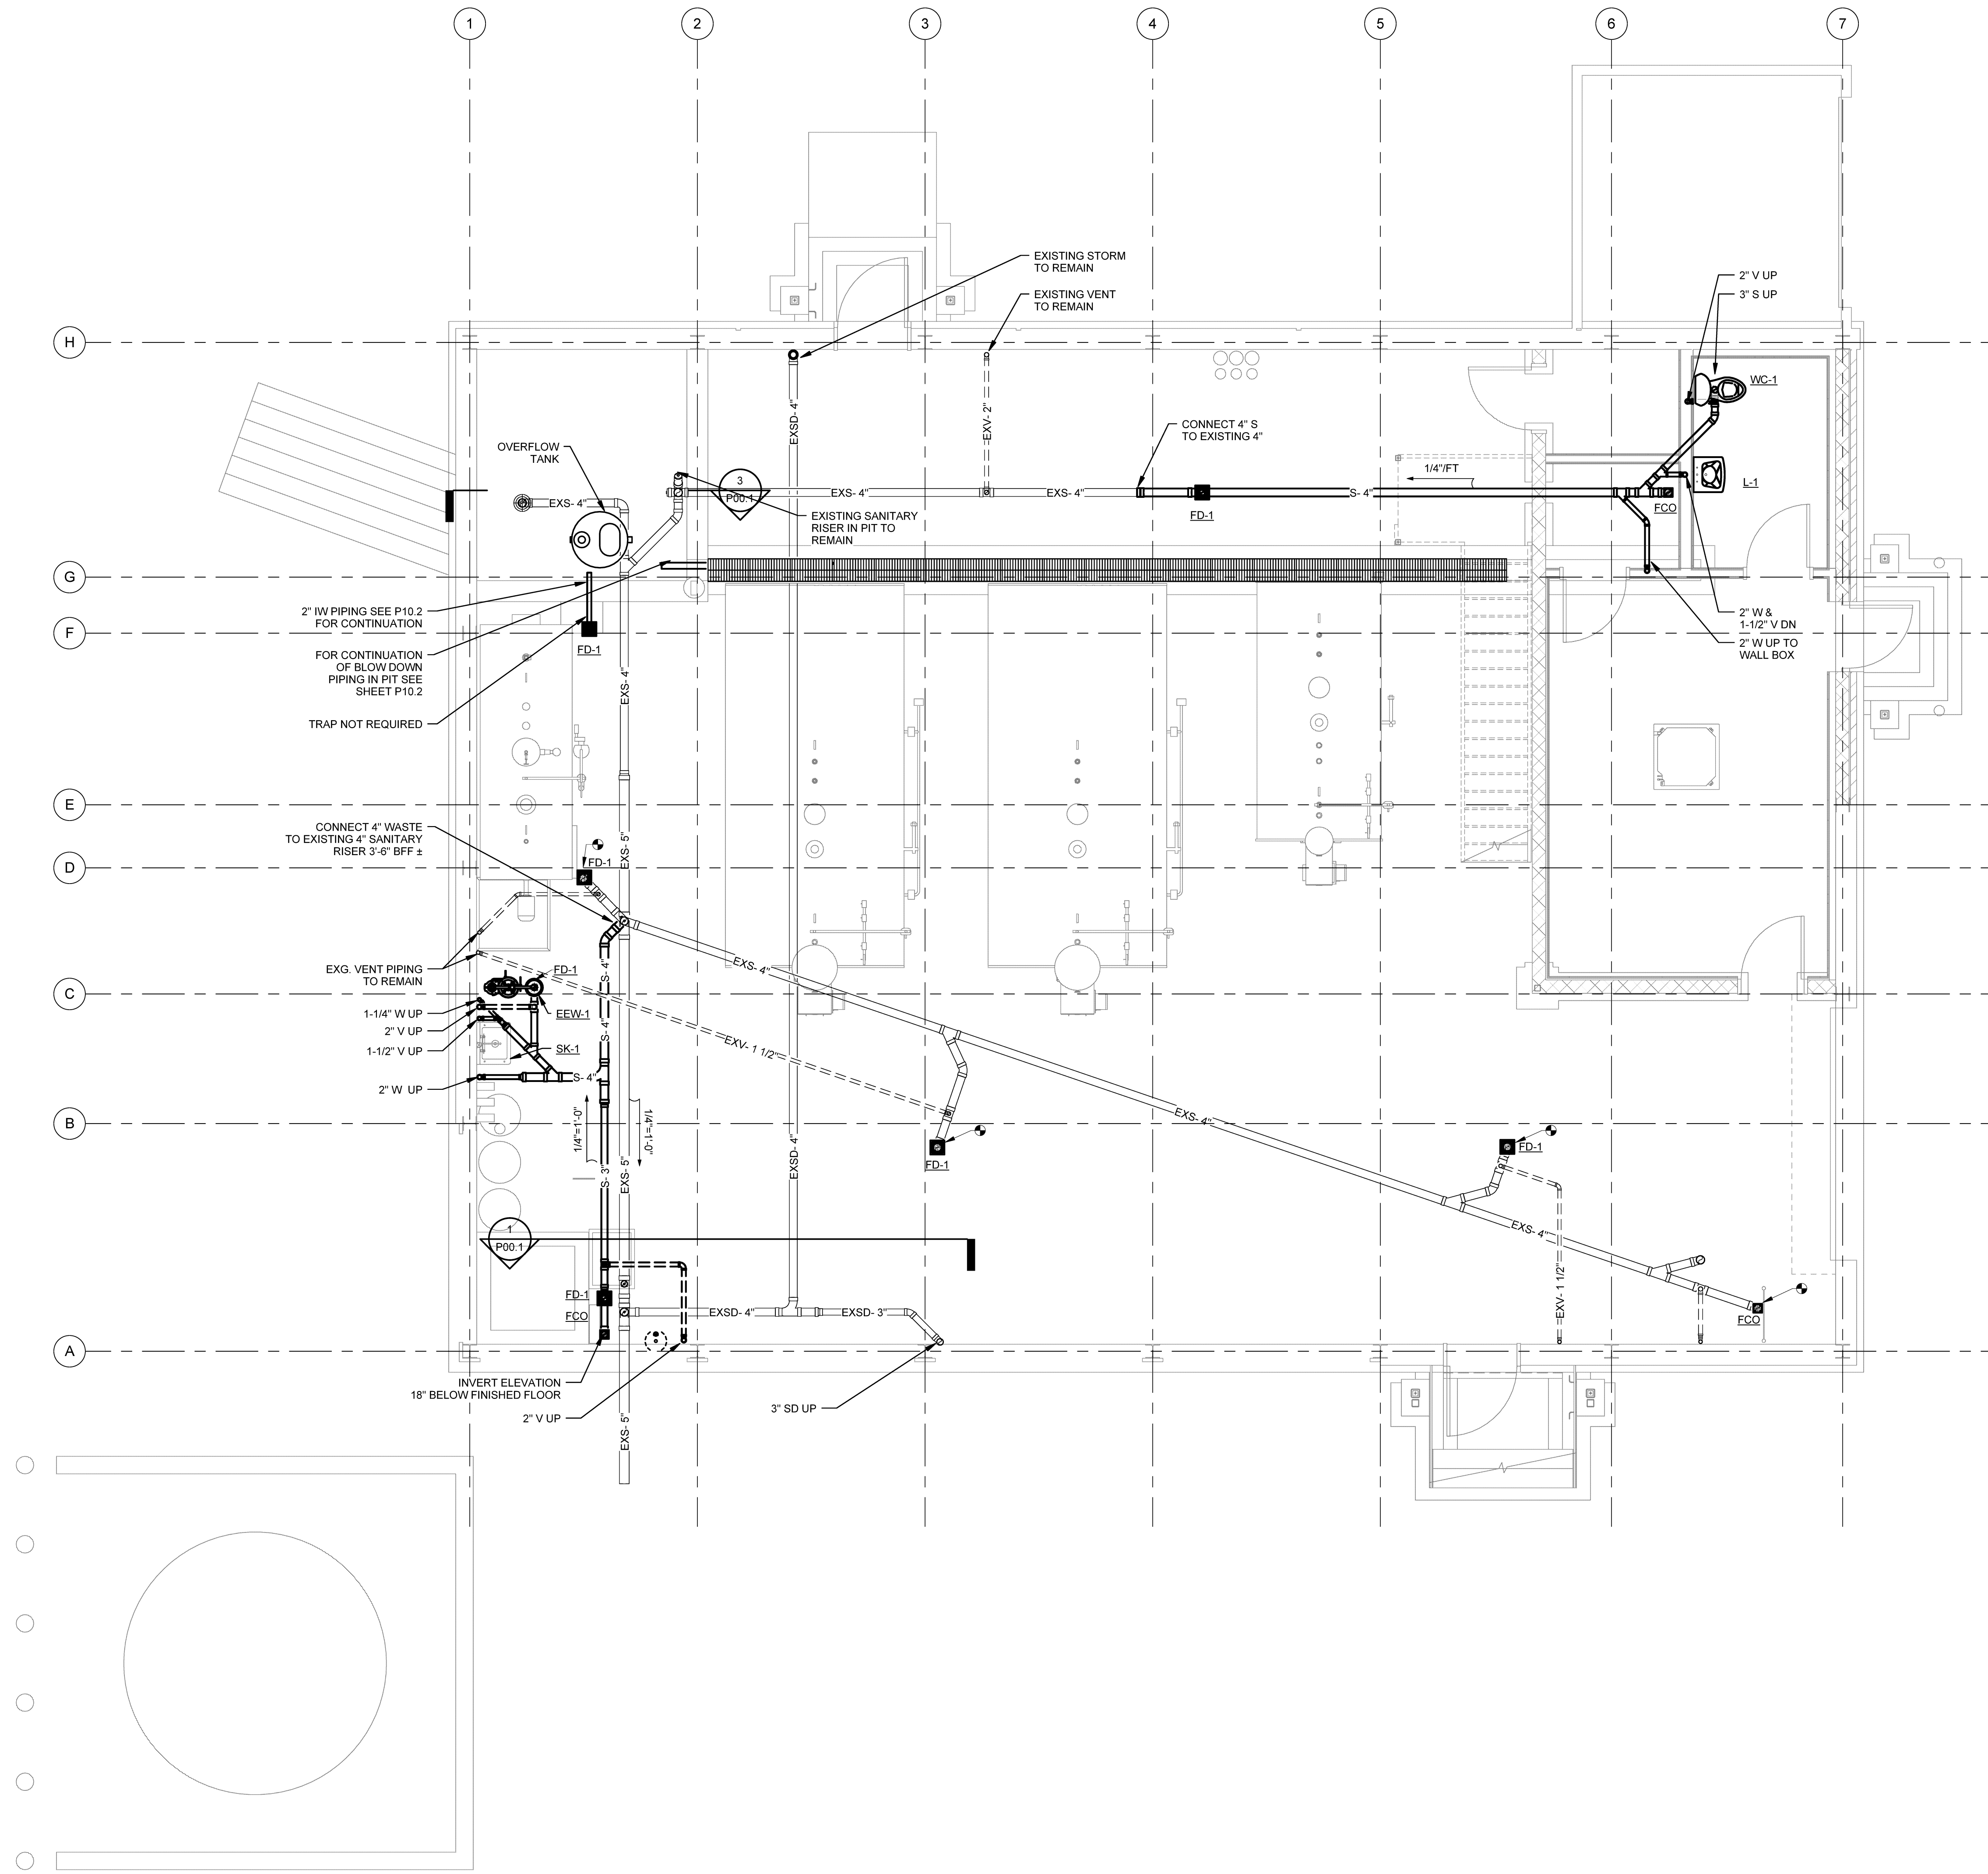 1
2
3
4
5
6
7
EXISTING STORM
TO REMAIN
EXISTING VENT
TO REMAIN
2" V UP
3" S UP
H
WC-1
EXSD- 4"
EXV- 2"
CONNECT 4" S
TO EXISTING 4"
OVERFLOW
TANK
1/4"/FT
L-1
3
P00.1
EXS- 4"
EXS- 4"
EXS- 4"
S- 4"
FD-1
FCO
EXISTING SANITARY
RISER IN PIT TO
REMAIN
G
2" IW PIPING SEE P10.2
FOR CONTINUATION
2" W &
1-1/2" V DN
F
FD-1
2" W UP TO
WALL BOX
FOR CONTINUATION
OF BLOW DOWN
PIPING IN PIT SEE
SHEET P10.2
EXS- 4"
TRAP NOT REQUIRED
E
CONNECT 4" WASTE
TO EXISTING 4" SANITARY
RISER 3'-6" BFF ±
EXS- 5"
D
FD-1
EXG. VENT PIPING
TO REMAIN
FD-1
S- 4"
EXS- 4"
C
1-1/4" W UP
2" V UP
1-1/2" V UP
EEW-1
SK-1
S- 4"
EXV- 1 1/2"
2" W  UP
S- 4"
B
1/4"=1'-0"
1/4"=1'-0"
EXS- 4"
FD-1
FD-1
S- 3"
EXS- 5"
EXSD- 4"
1
P00.1
EXS- 4"
EXV- 1 1/2"
FD-1
FCO
EXSD- 4"
EXSD- 3"
FCO
A
INVERT ELEVATION
18" BELOW FINISHED FLOOR
2" V UP
3" SD UP
EXS- 5"